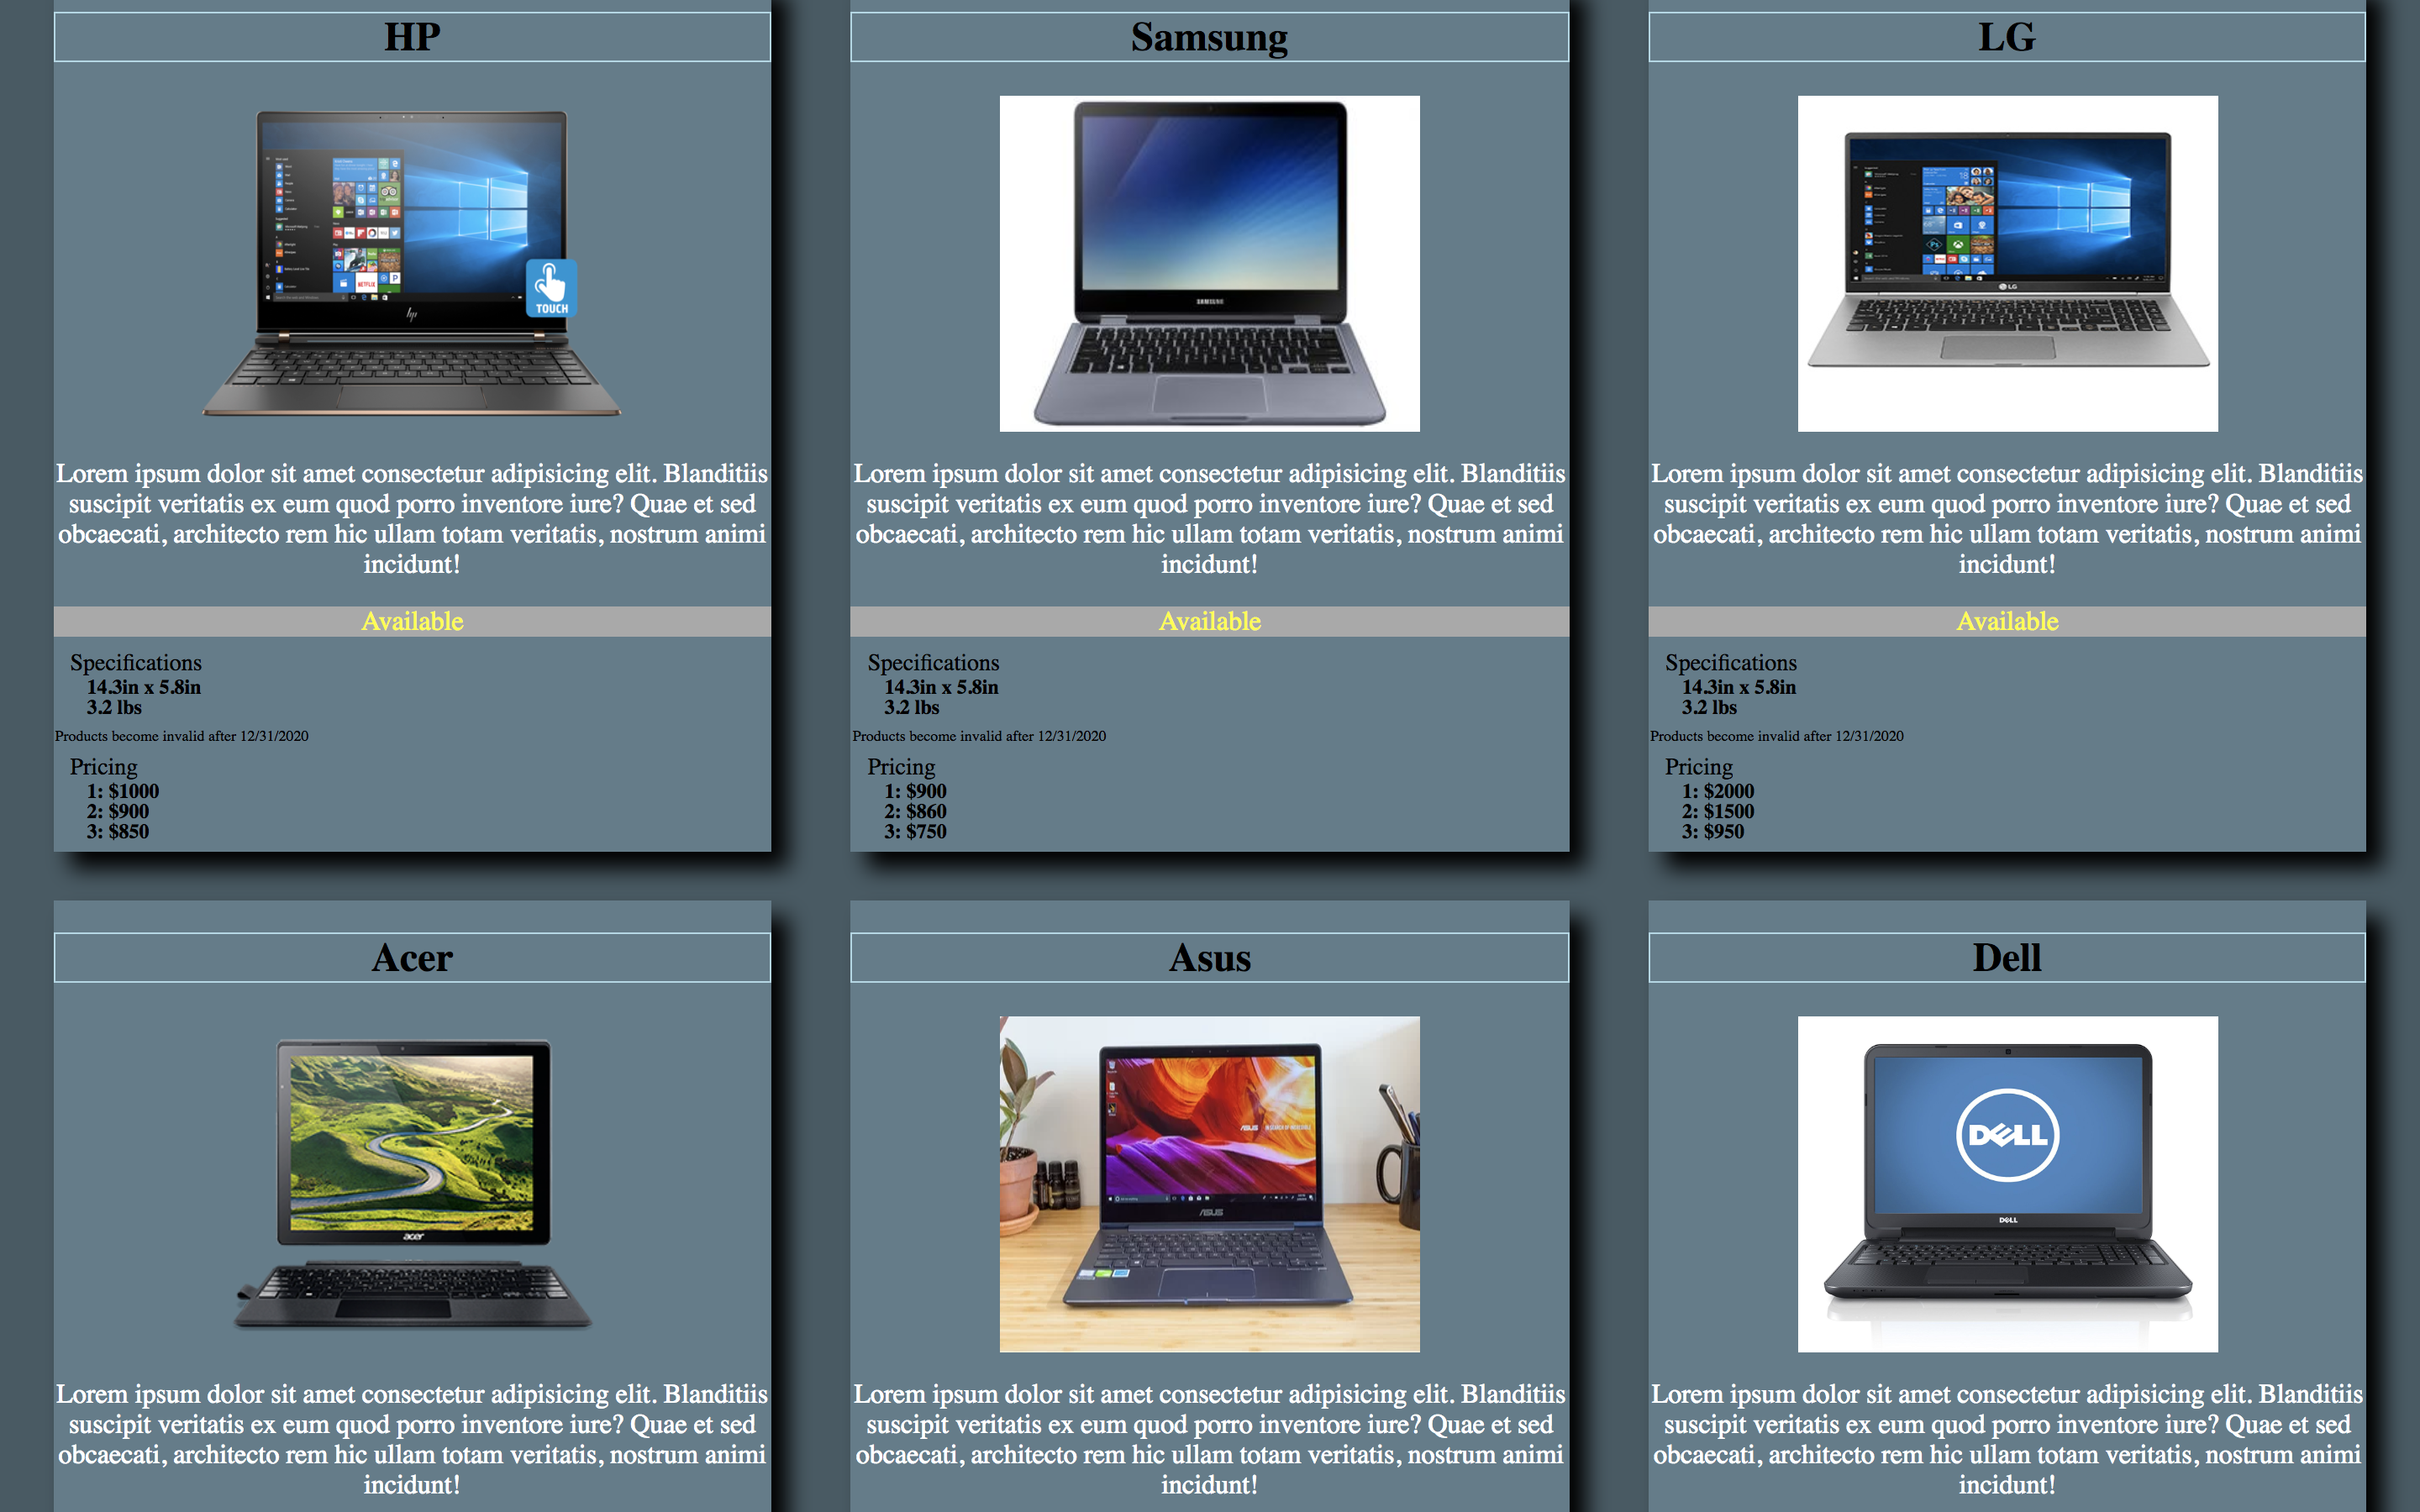 HP
TOUCH
hp
Lorem ipsum dolor sit amet consectetur adipisicing elit. Blanditiis
suscipit veritatis ex eum quod porro inventore iure? Quae et sed
obcaecati, architecto rem hic ullam totam veritatis, nostrum animi
incidunt!
Available
Specifications
14.3in x 5.8in
3.2 lbs
Products become invalid after 12/31/2020
Pricing
1: $1000
2: $900
3: $850
Samsung
SAMSUNG
Lorem ipsum dolor sit amet consectetur adipisicing elit. Blanditiis
suscipit veritatis ex eum quod porro inventore iure? Quae et sed
obcaecati, architecto rem hic ullam totam veritatis, nostrum animi
incidunt!
Available
Specifications
14.3in x 5.8in
3.2 lbs
Products become invalid after 12/31/2020
Pricing
1: $900
2: $860
3: $750
LG
LG
Lorem ipsum dolor sit amet consectetur adipisicing elit. Blanditiis
suscipit veritatis ex eum quod porro inventore iure? Quae et sed
obcaecati, architecto rem hic ullam totam veritatis, nostrum animi
incidunt!
Available
Specifications
14.3in x 5.8in
3.2 lbs
Products become invalid after 12/31/2020
Pricing
1: $2000
2: $1500
3: $950
Acer
acer
Lorem ipsum dolor sit amet consectetur adipisicing elit. Blanditiis
suscipit veritatis ex eum quod porro inventore iure? Quae et sed
obcaecati, architecto rem hic ullam totam veritatis, nostrum animi
incidunt!
Asus
ASUS
ASUS
Lorem ipsum dolor sit amet consectetur adipisicing elit. Blanditiis
suscipit veritatis ex eum quod porro inventore iure? Quae et sed
obcaecati, architecto rem hic ullam totam veritatis, nostrum animi
incidunt!
Dell
DELL
DELL
Lorem ipsum dolor sit amet consectetur adipisicing elit. Blanditiis
suscipit veritatis ex eum quod porro inventore iure? Quae et sed
obcaecati, architecto rem hic ullam totam veritatis, nostrum animi
incidunt!